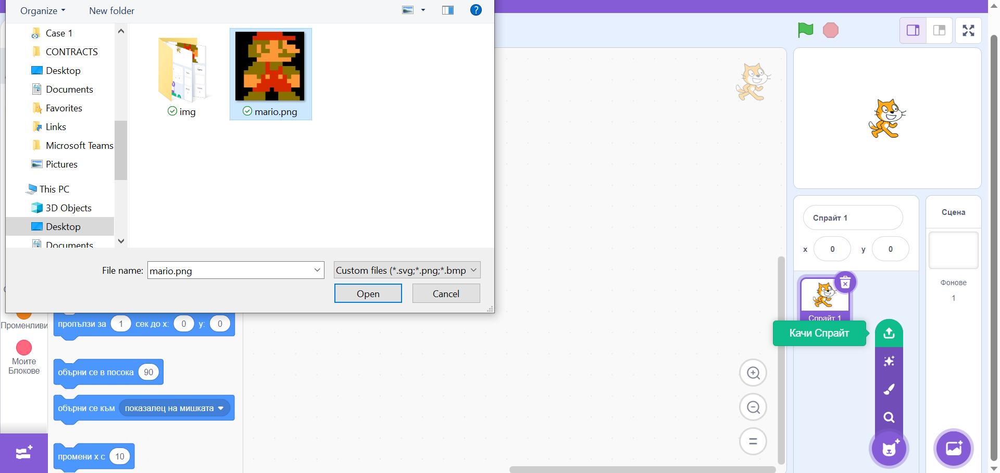 Organize
New folder
Case 1
CONTRACTS
Desktop
Documents
Favorites
Links
Microsoft Teams
Pictures
This PC
3D Objects
Desktop
Documents
img
mario.png
File name:
mario.png
Custom files (*.svg;*.png;*.bmp
Open
Cancel
Променливи
Моите
Блокове
пропълзи за 1 сек до x: 0 y: 0
обърни се в посока 90
обърни се към показалец на мишката
промени x с 10
Спрайт 1
x 0 y 0
Спрайт 1
Качи Спрайт
Сцена
Фонове
1